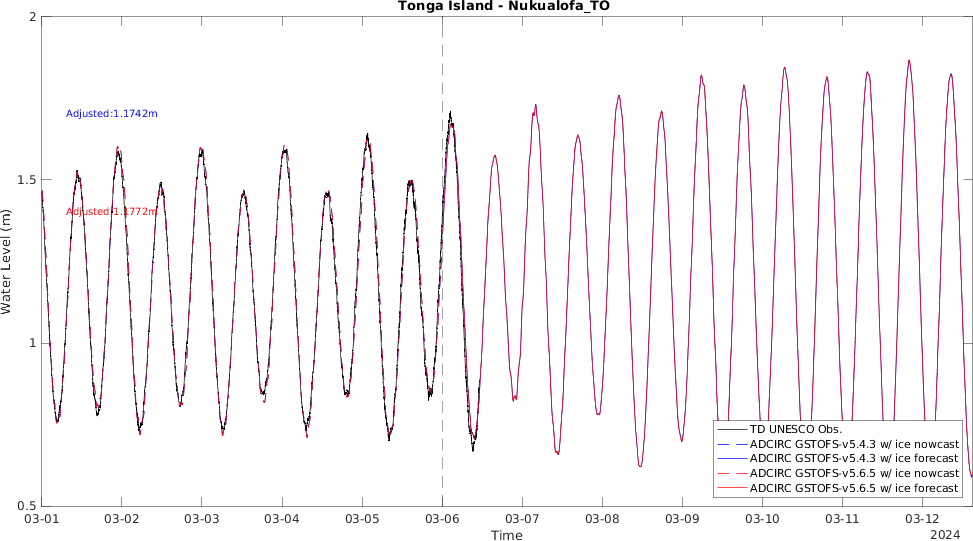 Tonga Island - Nukualofa_TO
2
Adjusted:1.1742m
1.5
Adjusted:1.1772m
Water Level (m)
1
TD UNESCO Obs.
ADCIRC GSTOFS-v5.4.3 w/ ice nowcast
ADCIRC GSTOFS-v5.4.3 w/ ice forecast
ADCIRC GSTOFS-v5.6.5 w/ ice nowcast
ADCIRC GSTOFS-v5.6.5 w/ ice forecast
0.5
03-01 03-02 03-03 03-04 03-05 03-06 03-07 03-08 03-09 03-10 03-11 03-12
Time
2024